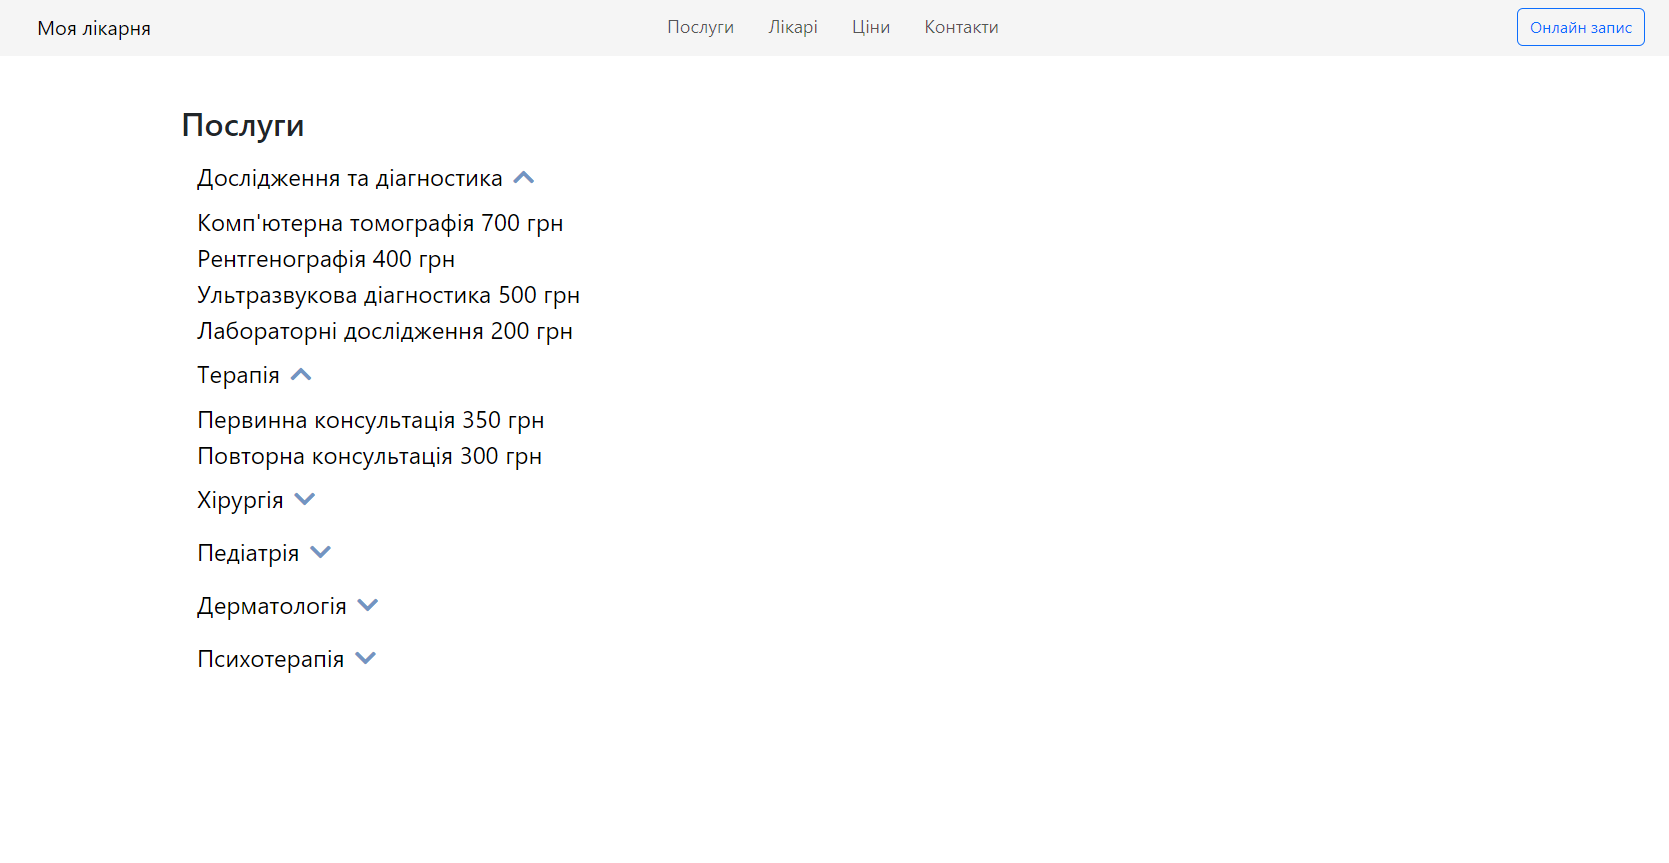 Моя лікарня
Послуги Лікарі Ціни Контакти
Онлайн запис
Послуги
Дослідження та діагностика
Комп'ютерна томографія 700 грн
Рентгенографія 400 грн
Ультразвукова діагностика 500 грн
Лабораторні дослідження 200 грн
Терапія
Первинна консультація 350 грн
Повторна консультація 300 грн
Хірургія
Педіатрія
Дерматологія
Психотерапія